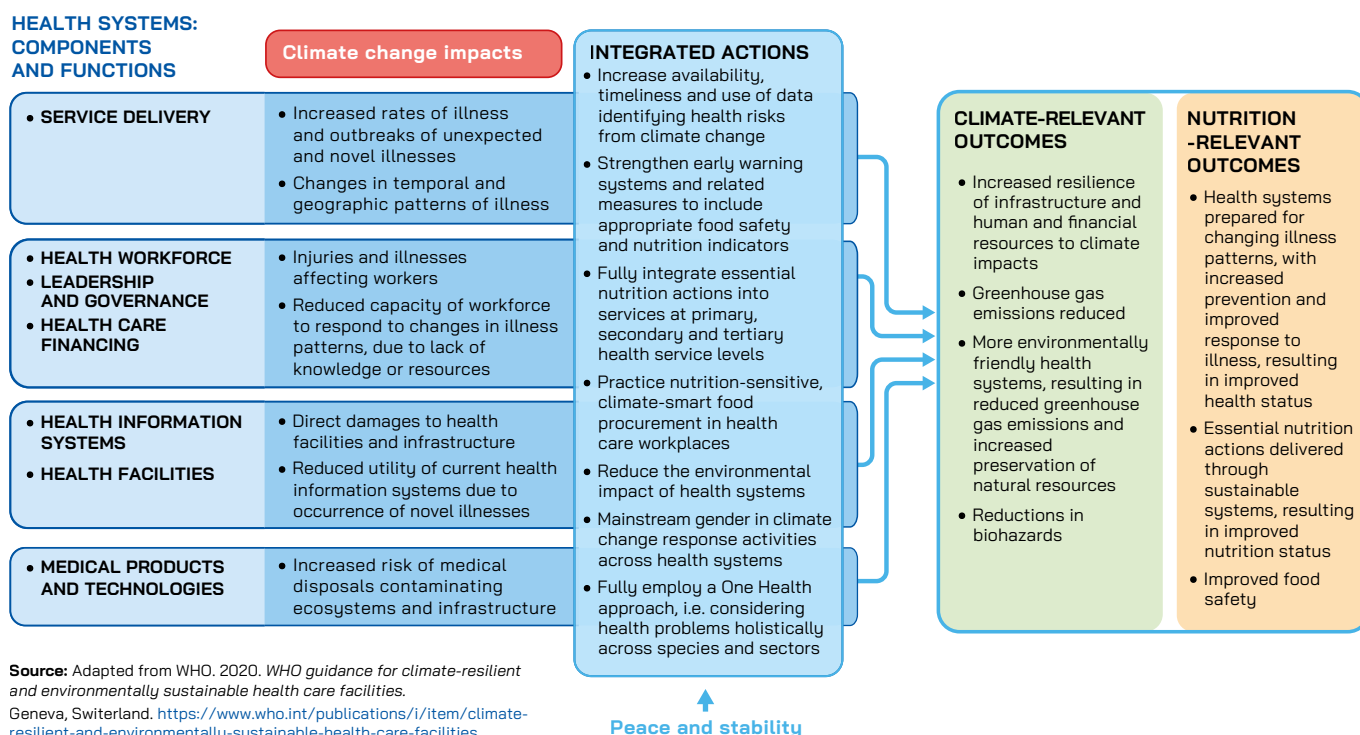 HEALTH SYSTEMS:
COMPONENTS
AND FUNCTIONS
Climate change impacts
• SERVICE DELIVERY
• Increased rates of illness
and outbreaks of unexpected
and novel illnesses
• Changes in temporal and
geographic patterns of illness
• HEALTH WORKFORCE
• LEADERSHIP
AND GOVERNANCE
• HEALTH CARE
FINANCING
• Injuries and illnesses
affecting workers
• Reduced capacity of workforce
to respond to changes in illness
patterns, due to lack of
knowledge or resources
• HEALTH INFORMATION
SYSTEMS
• HEALTH FACILITIES
• Direct damages to health
facilities and infrastructure
• Reduced utility of current health
information systems due to
occurrence of novel illnesses
• MEDICAL PRODUCTS
AND TECHNOLOGIES
• Increased risk of medical
disposals contaminating
ecosystems and infrastructure
INTEGRATED ACTIONS
• Increase availability,
timeliness and use of data
identifying health risks
from climate change
• Strengthen early warning
systems and related
measures to include
appropriate food safety
and nutrition indicators
• Fully integrate essential
nutrition actions into
services at primary,
secondary and tertiary
health service levels
• Practice nutrition-sensitive,
climate-smart food
procurement in health
care workplaces
• Reduce the environmental
impact of health systems
• Mainstream gender in climate
change response activities
across health systems
• Fully employ a One Health
approach, i.e. considering
health problems holistically
across species and sectors
Peace and stability
CLIMATE-RELEVANT
OUTCOMES
• Increased resilience
of infrastructure and
human and financial
resources to climate
impacts
• Greenhouse gas
emissions reduced
• More environmentally
friendly health
systems, resulting in
reduced greenhouse
gas emissions and
increased
preservation of
natural resources
• Reductions in
biohazards
NUTRITION
-RELEVANT
OUTCOMES
• Health systems
prepared for
changing illness
patterns, with
increased
prevention and
improved
response to
illness, resulting
in improved
health status
• Essential nutrition
actions delivered
through
sustainable
systems, resulting
in improved
nutrition status
• Improved food
safety
Source: Adapted from WHO. 2020. WHO guidance for climate-resilient
and environmentally sustainable health care facilities.
Geneva, Switerland. https://www.who.int/publications/i/item/climate-
resilient-and-environmentally-sustainable-health-care-facilities